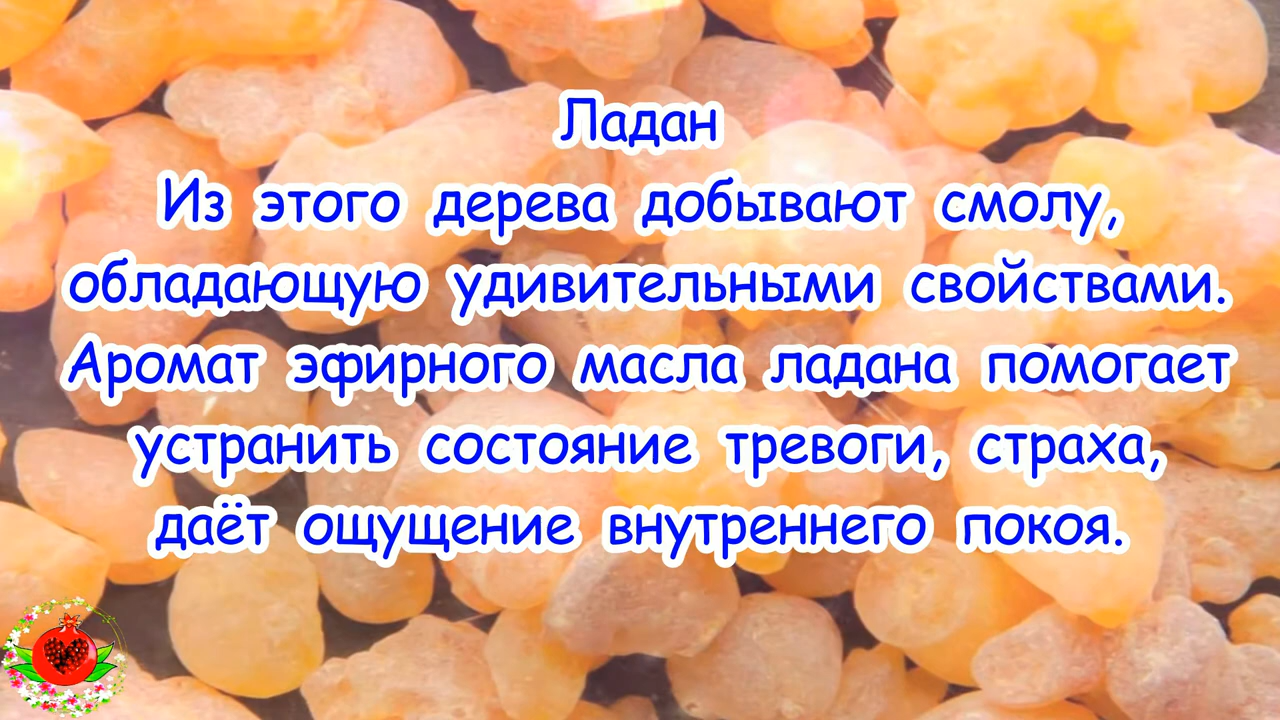 Ладан
Из этого дерева добывают смолу,
обладающую удивительными свойствами.
Аромат эфирного масла ладана помогает
устранить состояние тревоги, страха,
даёт ощущение внутреннего покоя.